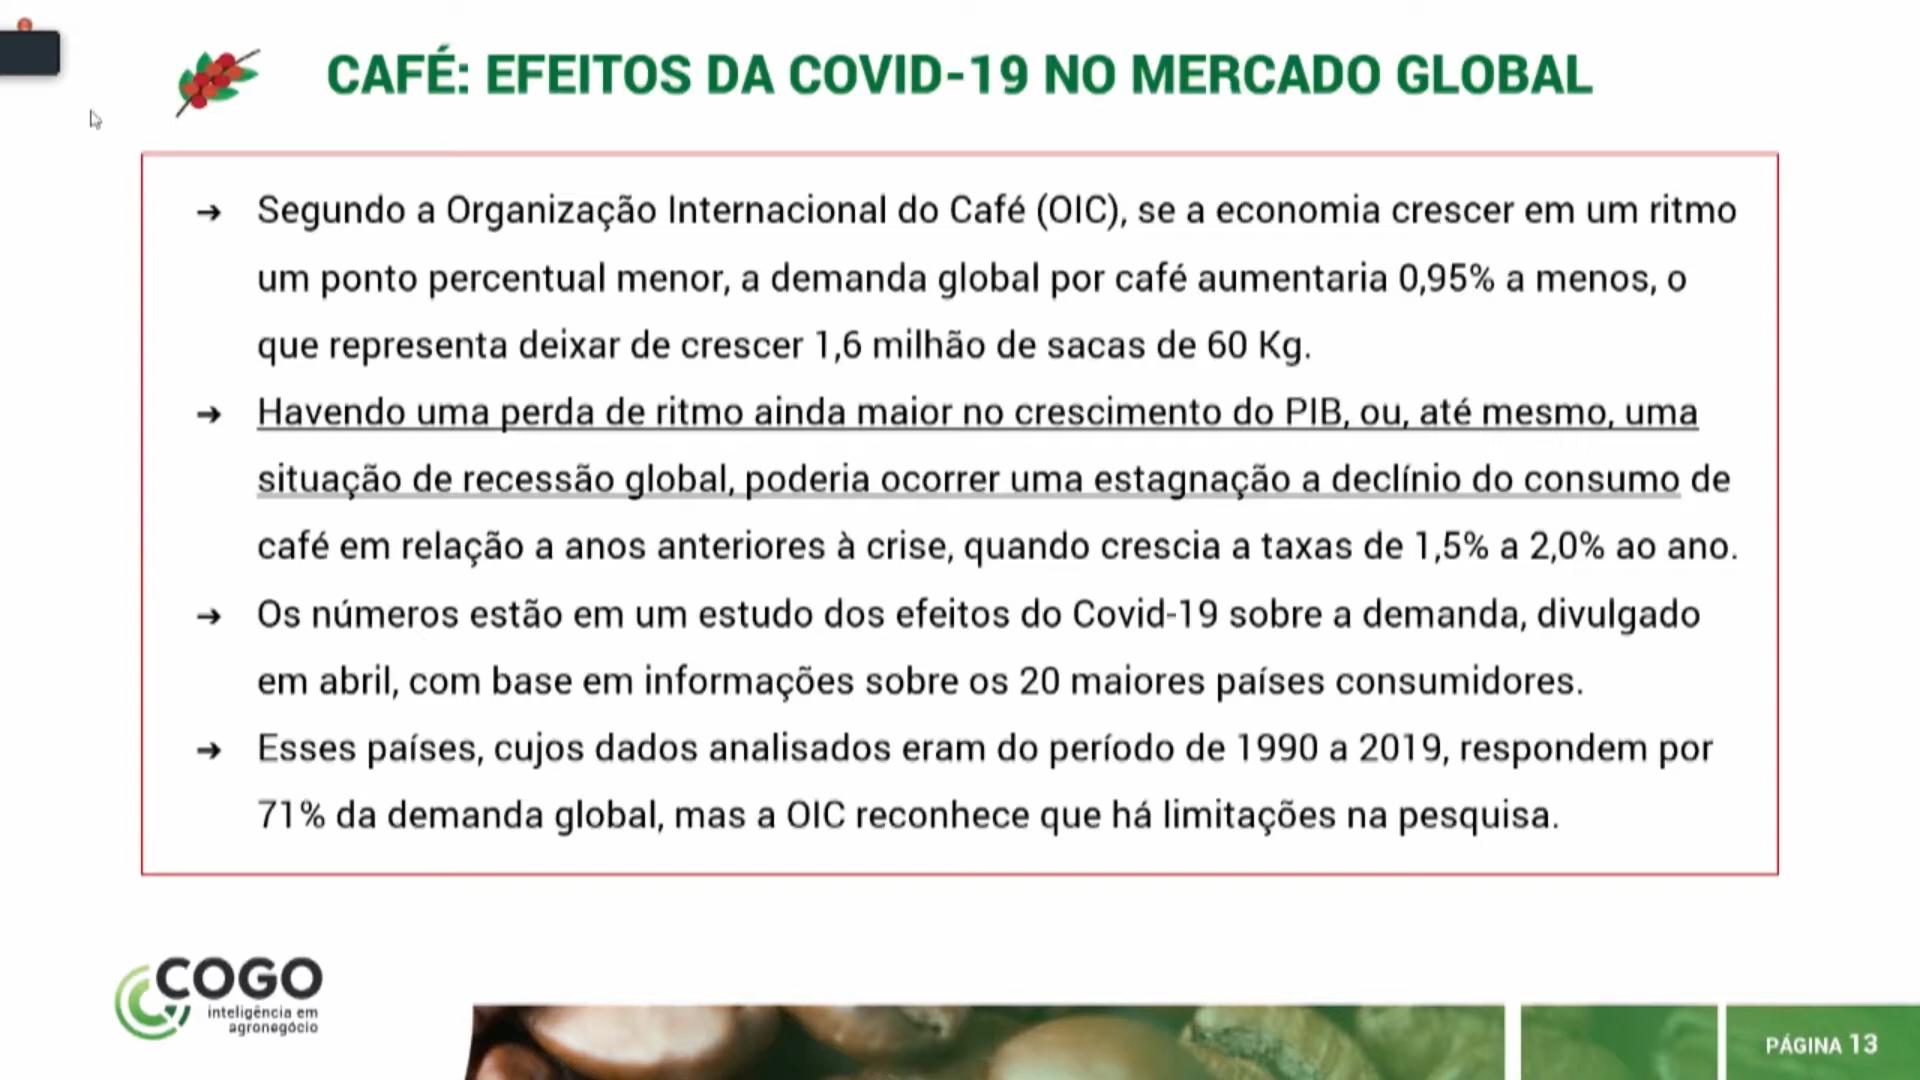 CAFÉ: EFEITOS DA COVID-19 NO MERCADO GLOBAL
➔ Segundo a Organização Internacional do Café (OIC), se a economia crescer em um ritmo
um ponto percentual menor, a demanda global por café aumentaria 0,95% a menos, o
que representa deixar de crescer 1,6 milhão de sacas de 60 Kg.
➔ Havendo uma perda de ritmo ainda maior no crescimento do PIB, ou, até mesmo, uma
situação de recessão global, poderia ocorrer uma estagnação a declínio do consumo de
café em relação a anos anteriores à crise, quando crescia a taxas de 1,5% a 2,0% ao ano.
➔ Os números estão em um estudo dos efeitos do Covid-19 sobre a demanda, divulgado
em abril, com base em informações sobre os 20 maiores países consumidores.
➔ Esses países, cujos dados analisados eram do período de 1990 a 2019, respondem por
71% da demanda global, mas a OIC reconhece que há limitações na pesquisa.
COGO
inteligência em
agronegócio
PÁGINA 13